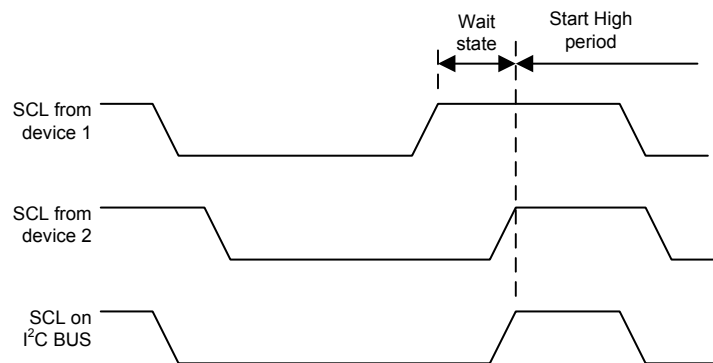 Wait
state
Start High
period
SCL from
device 1
SCL from
device 2
SCL on
I²C BUS